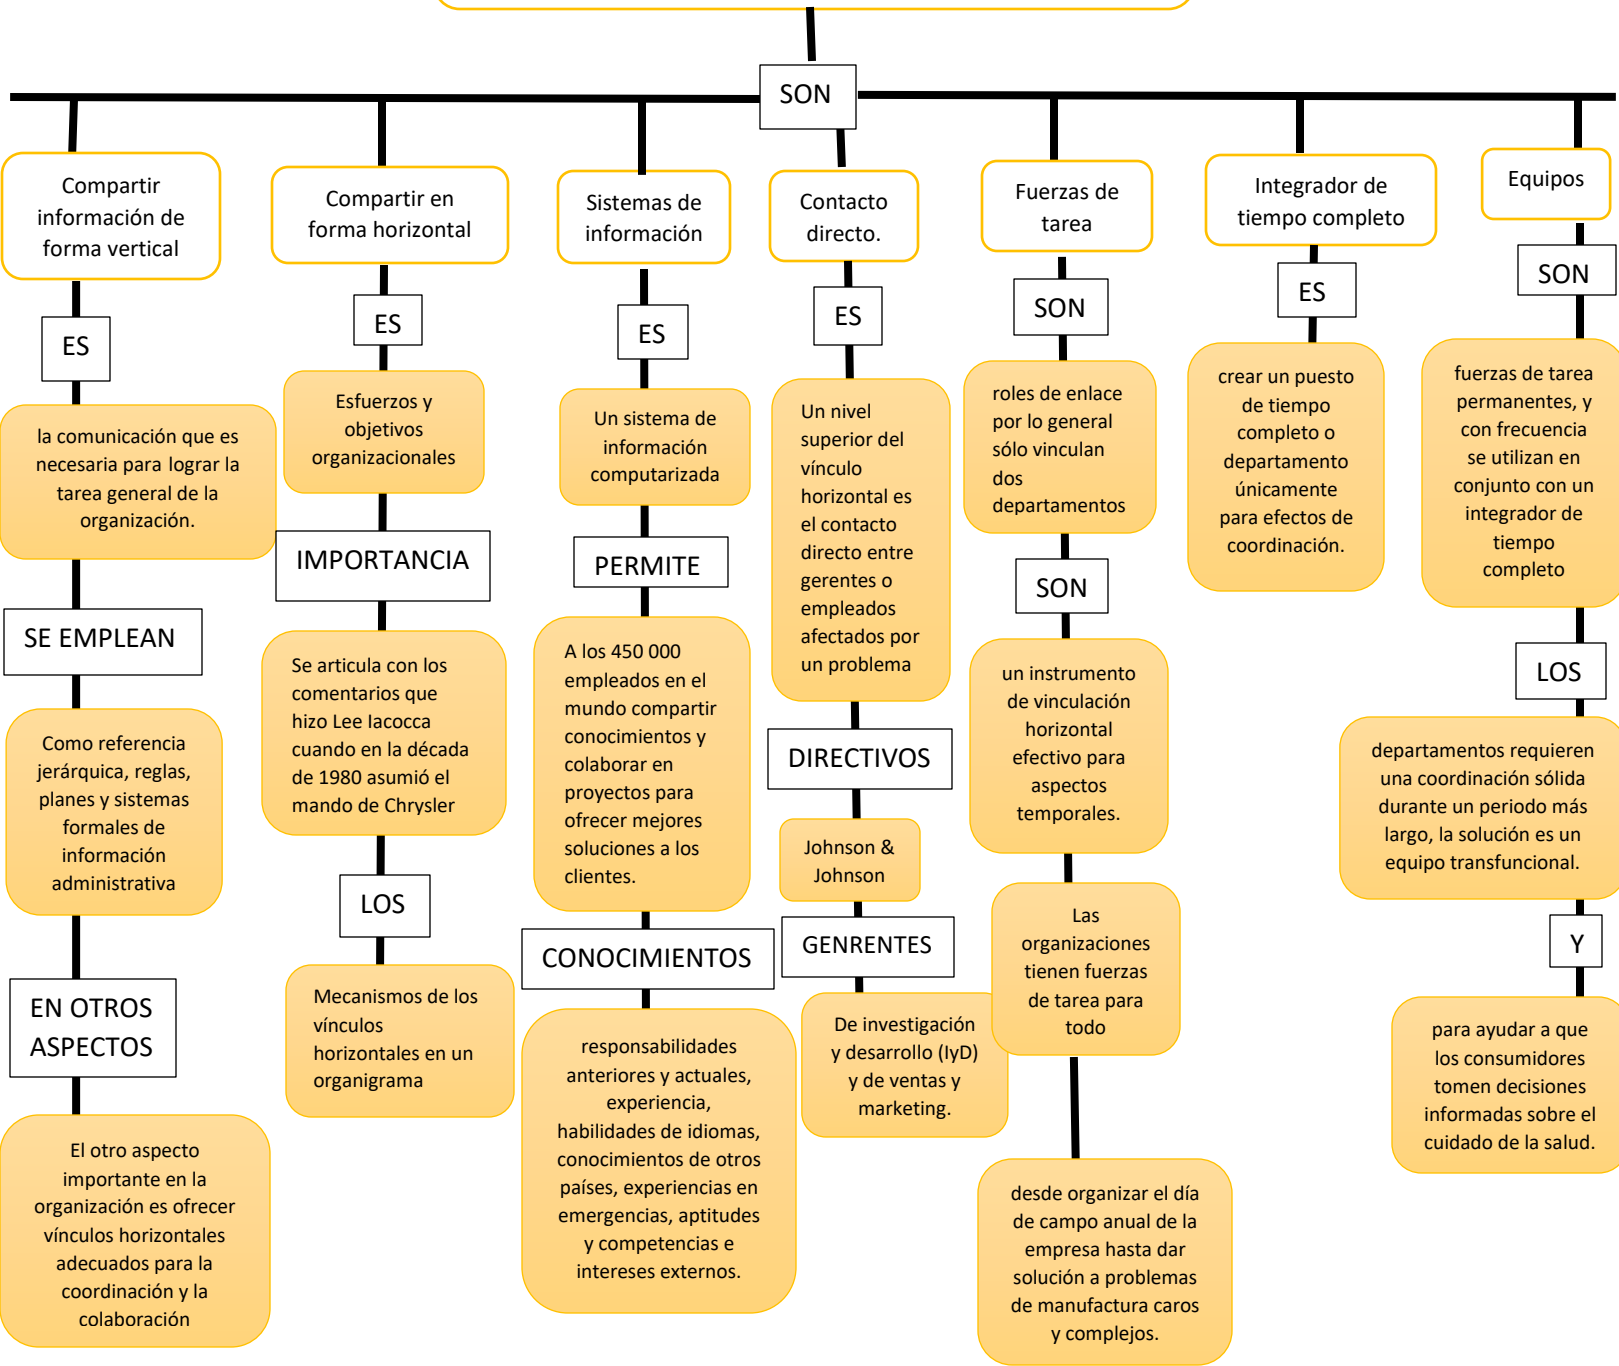 SON
Compartir
información de
forma vertical
ES
la comunicación que es
necesaria para lograr la
tarea general de la
organización.
SE EMPLEAN
Como referencia
jerárquica, reglas,
planes y sistemas
formales de
información
administrativa
EN OTROS
ASPECTOS
El otro aspecto
importante en la
organización es ofrecer
vínculos horizontales
adecuados para la
coordinación y la
colaboración
Compartir en
forma horizontal
ES
Esfuerzos y
objetivos
organizacionales
IMPORTANCIA
Se articula con los
comentarios que
hizo Lee Iacocca
cuando en la década
de 1980 asumió el
mando de Chrysler
LOS
Mecanismos de los
vínculos
horizontales en un
organigrama
Sistemas de
información
ES
Un sistema de
información
computarizada
PERMITE
A los 450 000
empleados en el
mundo compartir
conocimientos y
colaborar en
proyectos para
ofrecer mejores
soluciones a los
clientes.
CONOCIMIENTOS
responsabilidades
anteriores y actuales,
experiencia,
habilidades de idiomas,
conocimientos de otros
países, experiencias en
emergencias, aptitudes
y competencias e
intereses externos.
Contacto
directo.
ES
Un nivel
superior del
vínculo
horizontal es
el contacto
directo entre
gerentes o
empleados
afectados por
un problema
DIRECTIVOS
Johnson &
Johnson
GENRENTES
De investigación
y desarrollo (IyD)
y de ventas y
marketing.
Fuerzas de
tarea
SON
roles de enlace
por lo general
sólo vinculan
dos
departamentos
SON
un instrumento
de vinculación
horizontal
efectivo para
aspectos
temporales.
Las
organizaciones
tienen fuerzas
de tarea para
todo
desde organizar el día
de campo anual de la
empresa hasta dar
solución a problemas
de manufactura caros
y complejos.
Integrador de
tiempo completo
ES
crear un puesto
de tiempo
completo o
departamento
únicamente
para efectos de
coordinación.
Equipos
SON
fuerzas de tarea
permanentes, y
con frecuencia
se utilizan en
conjunto con un
integrador de
tiempo
completo
LOS
departamentos requieren
una coordinación sólida
durante un periodo más
largo, la solución es un
equipo transfuncional.
Y
para ayudar a que
los consumidores
tomen decisiones
informadas sobre el
cuidado de la salud.